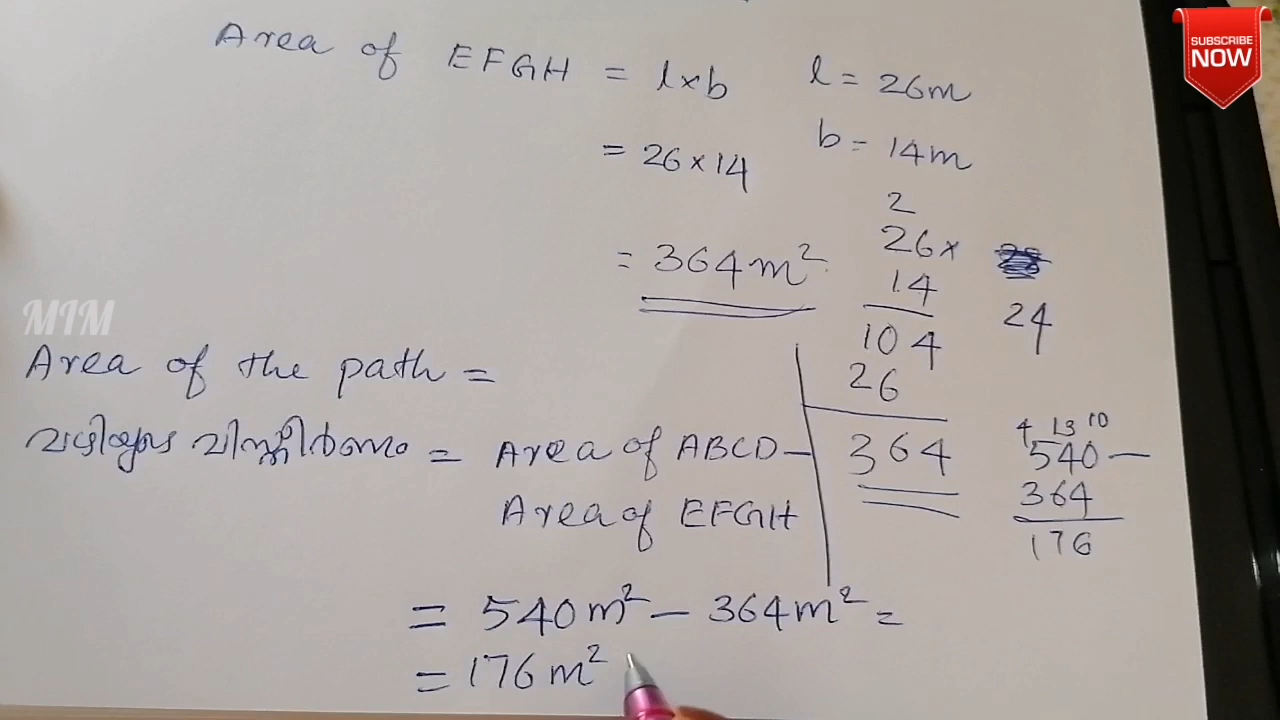 SUBSCRIBE
NOW
Area of EFGH = l×b l = 26m
= 26×14 b = 14m
= 364m²
2
26×
14
104
26
364
24
MIM
Area of the path =
വഴിയുടെ വിസ്തീർണം = Area of ABCD –
Area of EFGH
4 13 10
540 –
364
176
= 540m² – 364m² =
= 176m²